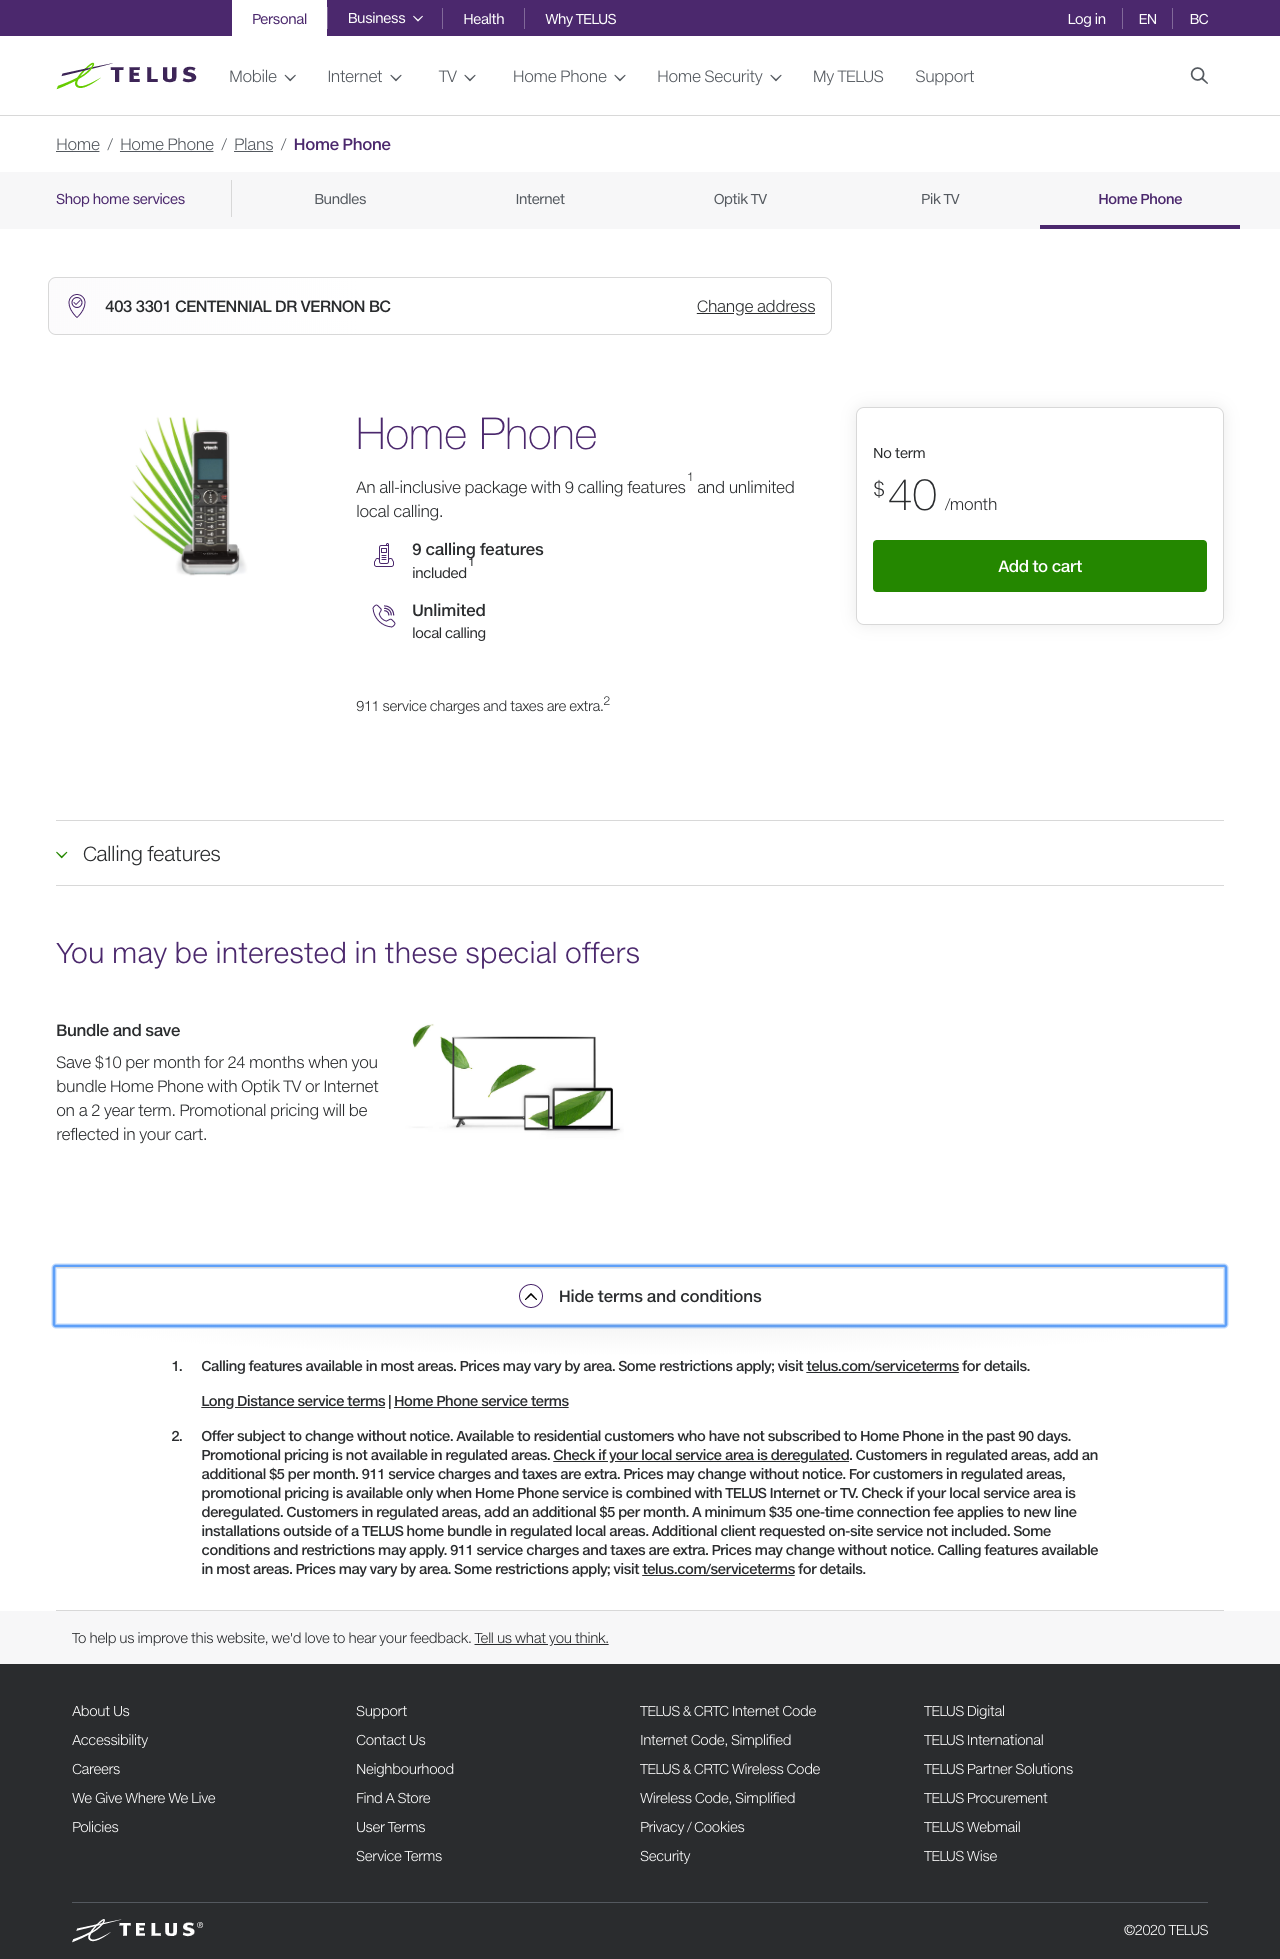 Personal
Business
Health
Why TELUS
Log in
EN
BC
TELUS
Mobile
Internet
TV
Home Phone
Home Security
My TELUS
Support
Home / Home Phone / Plans / Home Phone
Shop home services
Bundles
Internet
Optik TV
Pik TV
Home Phone
403 3301 CENTENNIAL DR VERNON BC
Change address
Home Phone
An all-inclusive package with 9 calling features1 and unlimited
local calling.
9 calling features
included1
Unlimited
local calling
911 service charges and taxes are extra.2
No term
$40 /month
Add to cart
vtech
Calling features
You may be interested in these special offers
Bundle and save
Save $10 per month for 24 months when you
bundle Home Phone with Optik TV or Internet
on a 2 year term. Promotional pricing will be
reflected in your cart.
Hide terms and conditions
1. Calling features available in most areas. Prices may vary by area. Some restrictions apply; visit telus.com/serviceterms for details.
Long Distance service terms | Home Phone service terms
2. Offer subject to change without notice. Available to residential customers who have not subscribed to Home Phone in the past 90 days.
Promotional pricing is not available in regulated areas. Check if your local service area is deregulated. Customers in regulated areas, add an
additional $5 per month. 911 service charges and taxes are extra. Prices may change without notice. For customers in regulated areas,
promotional pricing is available only when Home Phone service is combined with TELUS Internet or TV. Check if your local service area is
deregulated. Customers in regulated areas, add an additional $5 per month. A minimum $35 one-time connection fee applies to new line
installations outside of a TELUS home bundle in regulated local areas. Additional client requested on-site service not included. Some
conditions and restrictions may apply. 911 service charges and taxes are extra. Prices may change without notice. Calling features available
in most areas. Prices may vary by area. Some restrictions apply; visit telus.com/serviceterms for details.
To help us improve this website, we'd love to hear your feedback. Tell us what you think.
About Us
Accessibility
Careers
We Give Where We Live
Policies
Support
Contact Us
Neighbourhood
Find A Store
User Terms
Service Terms
TELUS & CRTC Internet Code
Internet Code, Simplified
TELUS & CRTC Wireless Code
Wireless Code, Simplified
Privacy / Cookies
Security
TELUS Digital
TELUS International
TELUS Partner Solutions
TELUS Procurement
TELUS Webmail
TELUS Wise
TELUS®
©2020 TELUS